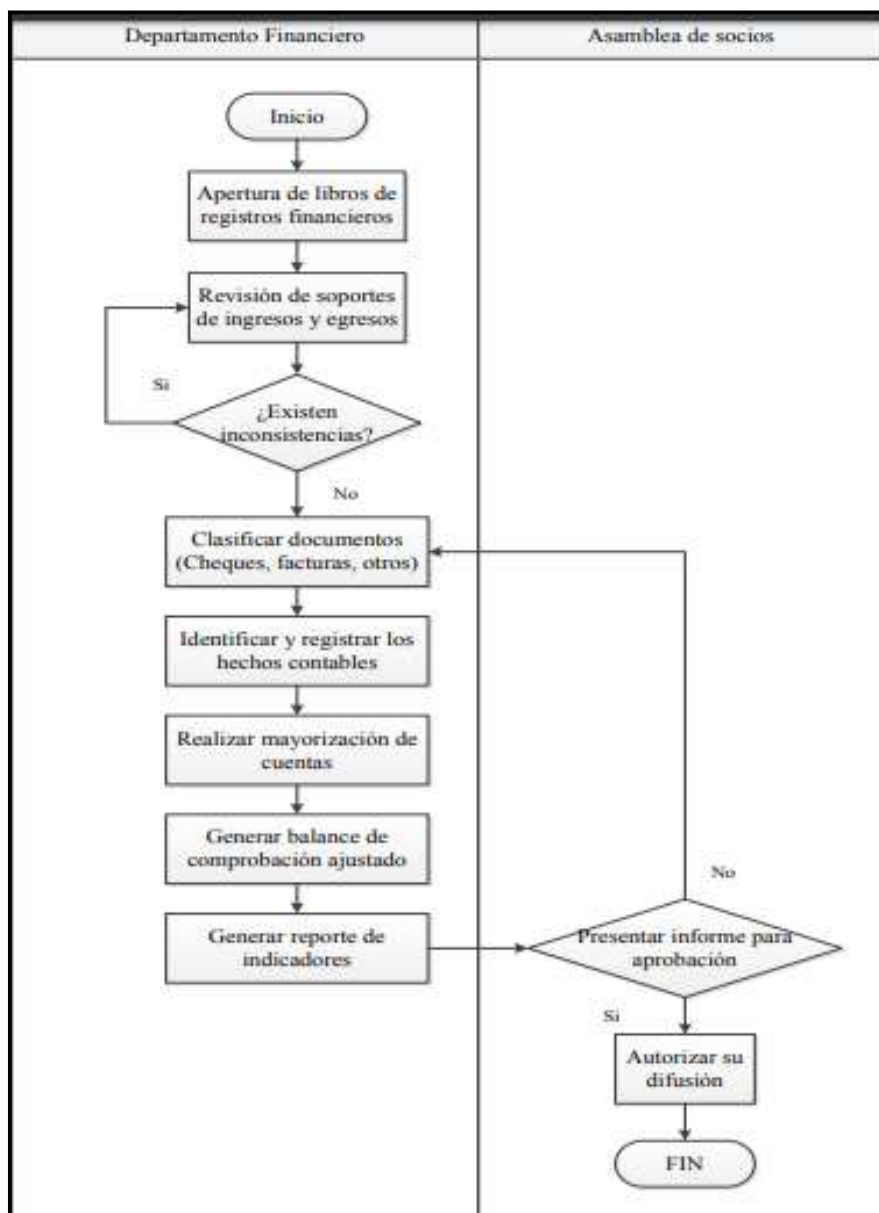 Departamento Financiero
Asamblea de socios
Inicio
Apertura de libros de
registros financieros
Revisión de soportes
de ingresos y egresos
Si
¿Existen
inconsistencias?
No
Clasificar documentos
(Cheques, facturas, otros)
Identificar y registrar los
hechos contables
Realizar mayorización de
cuentas
Generar balance de
comprobación ajustado
Generar reporte de
indicadores
No
Presentar informe para
aprobación
Si
Autorizar su
difusión
FIN